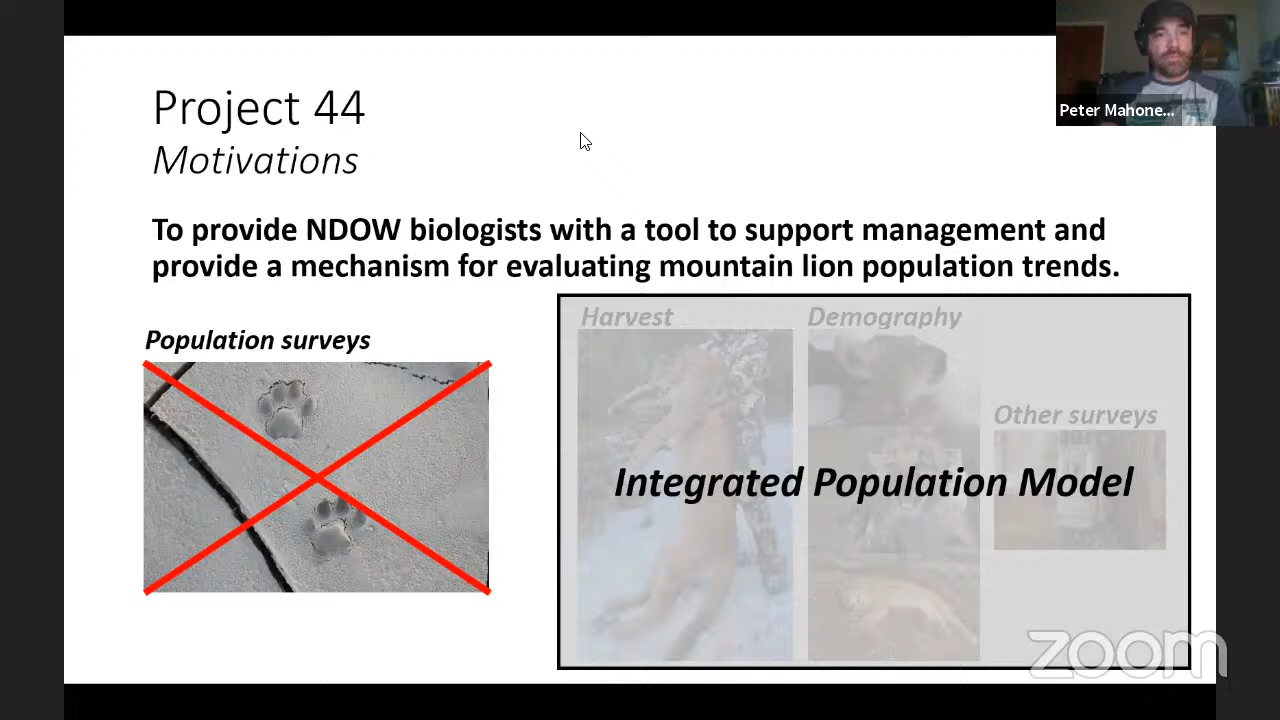 Project 44
Motivations
To provide NDOW biologists with a tool to support management and
provide a mechanism for evaluating mountain lion population trends.
Population surveys
Harvest
Demography
Other surveys
Integrated Population Model
Peter Mahone...
zoom